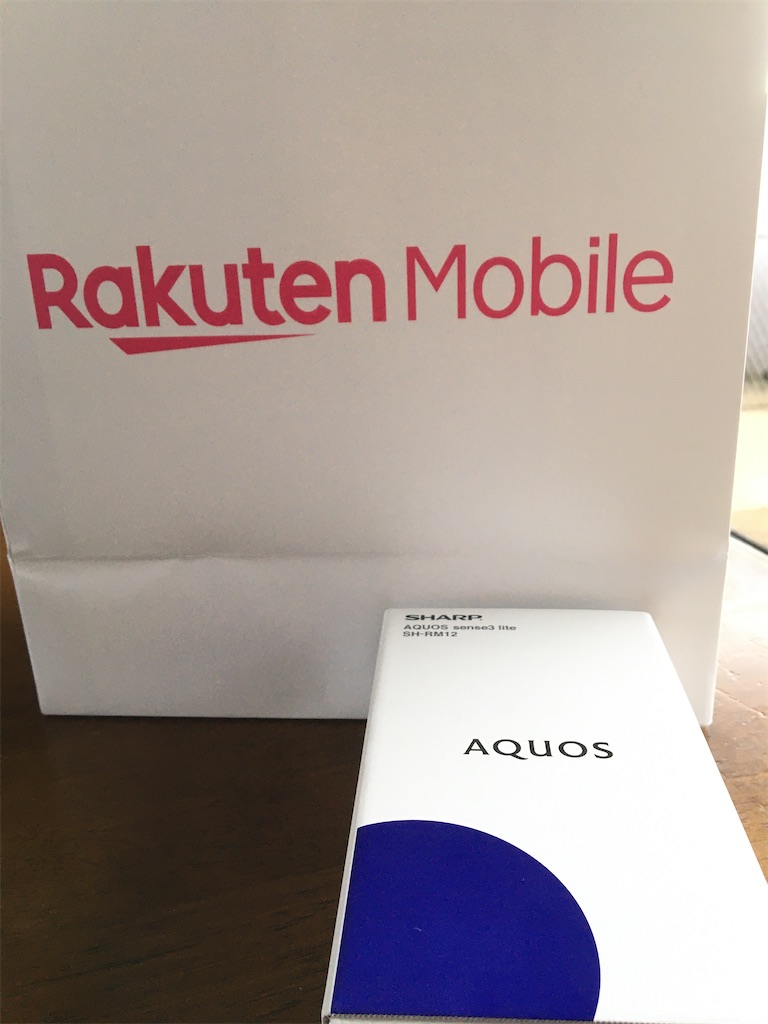 Rakuten Mobile
SHARP
AQUOS sense3 lite
SH-RM12
AQUOS